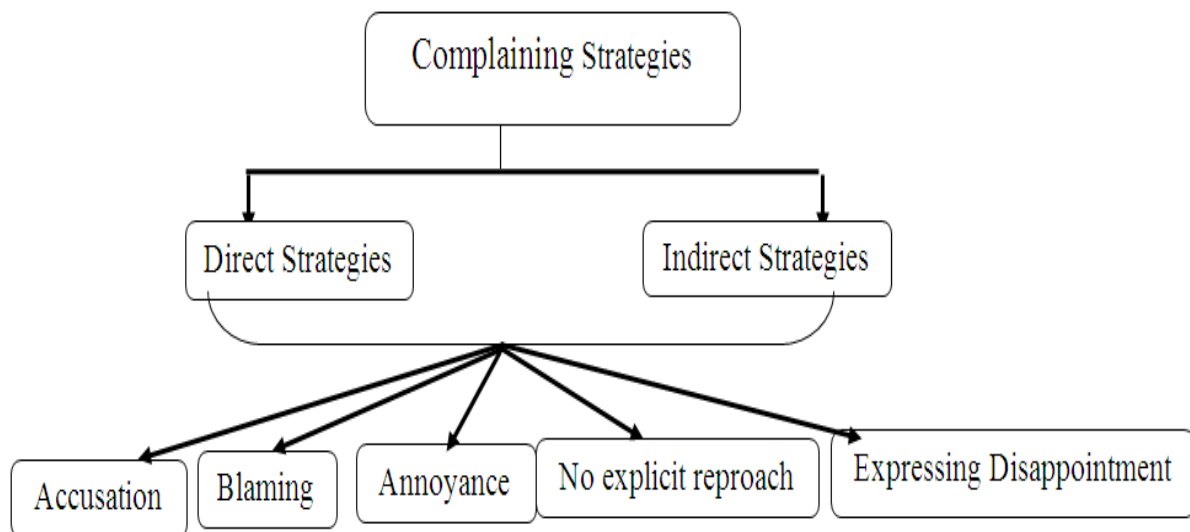 Complaining Strategies
Direct Strategies
Indirect Strategies
Accusation
Blaming
Annoyance
No explicit reproach
Expressing Disappointment